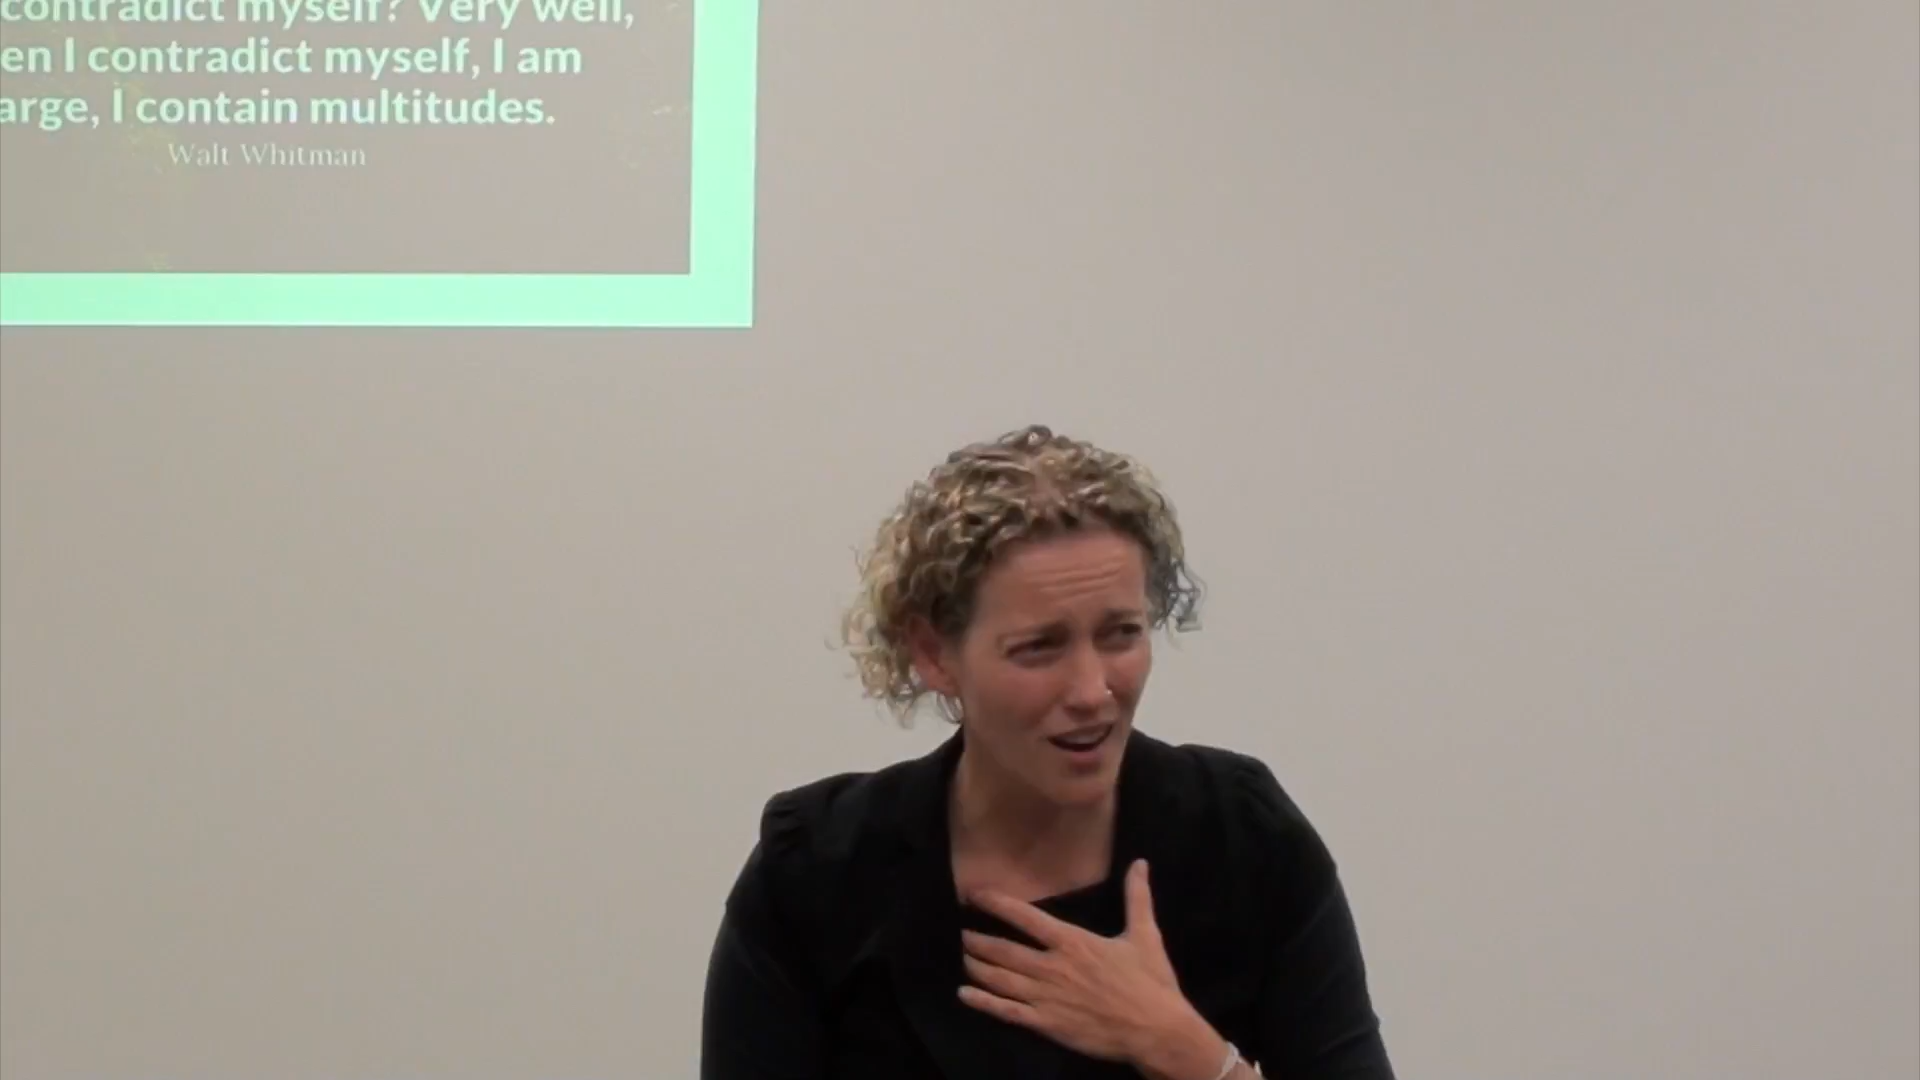 contradict myself? Very well,
en I contradict myself, I am
arge, I contain multitudes.
Walt Whitman